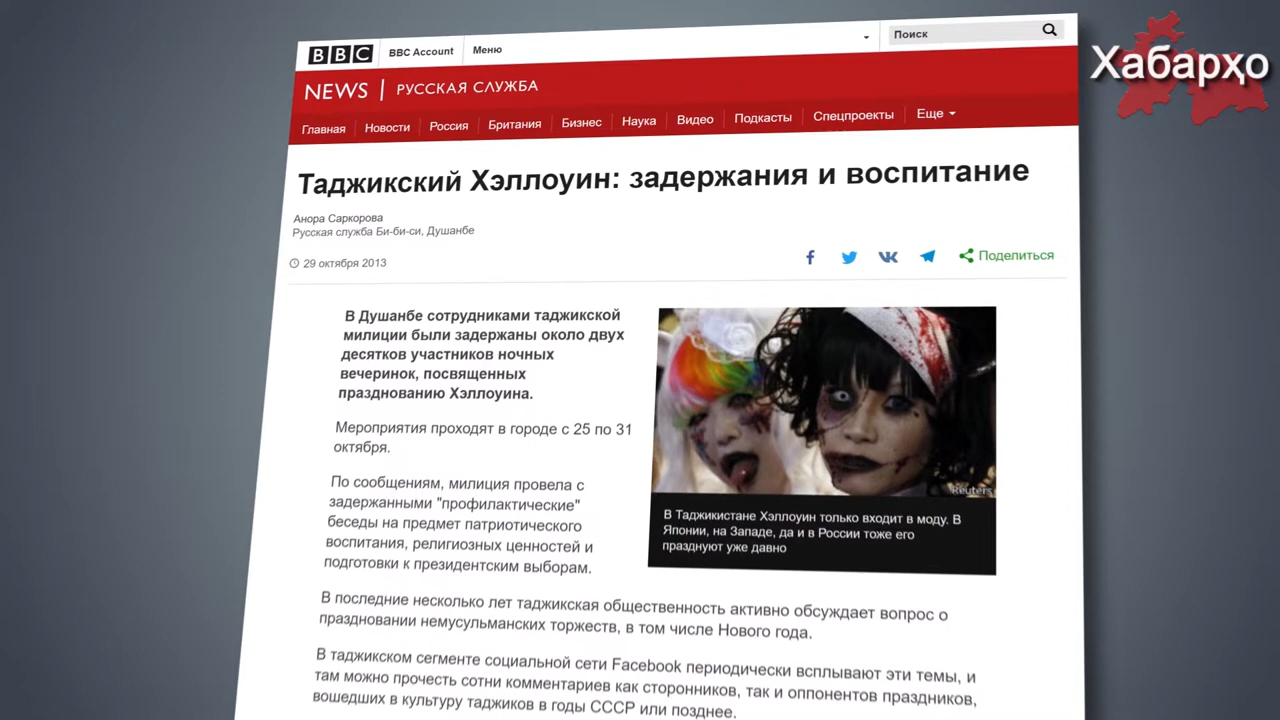 BBC BBC Account Меню Поиск
Хабарҳо
NEWS РУССКАЯ СЛУЖБА
Главная Новости Россия Британия Бизнес Наука Видео Подкасты Спецпроекты Еще
Таджикский Хэллоуин: задержания и воспитание
Анора Саркорова
Русская служба Би-би-си, Душанбе
29 октября 2013
Поделиться
В Душанбе сотрудниками таджикской
милиции были задержаны около двух
десятков участников ночных
вечеринок, посвященных
празднованию Хэллоуина.
Мероприятия проходят в городе с 25 по 31
октября.
По сообщениям, милиция провела с
задержанными "профилактические"
беседы на предмет патриотического
воспитания, религиозных ценностей и
подготовки к президентским выборам.
Reuters
В Таджикистане Хэллоуин только входит в моду. В
Японии, на Западе, да и в России тоже его
празднуют уже давно
В последние несколько лет таджикская общественность активно обсуждает вопрос о
праздновании немусульманских торжеств, в том числе Нового года.
В таджикском сегменте социальной сети Facebook периодически всплывают эти темы, и
там можно прочесть сотни комментариев как сторонников, так и оппонентов праздников,
вошедших в культуру таджиков в годы СССР или позднее.